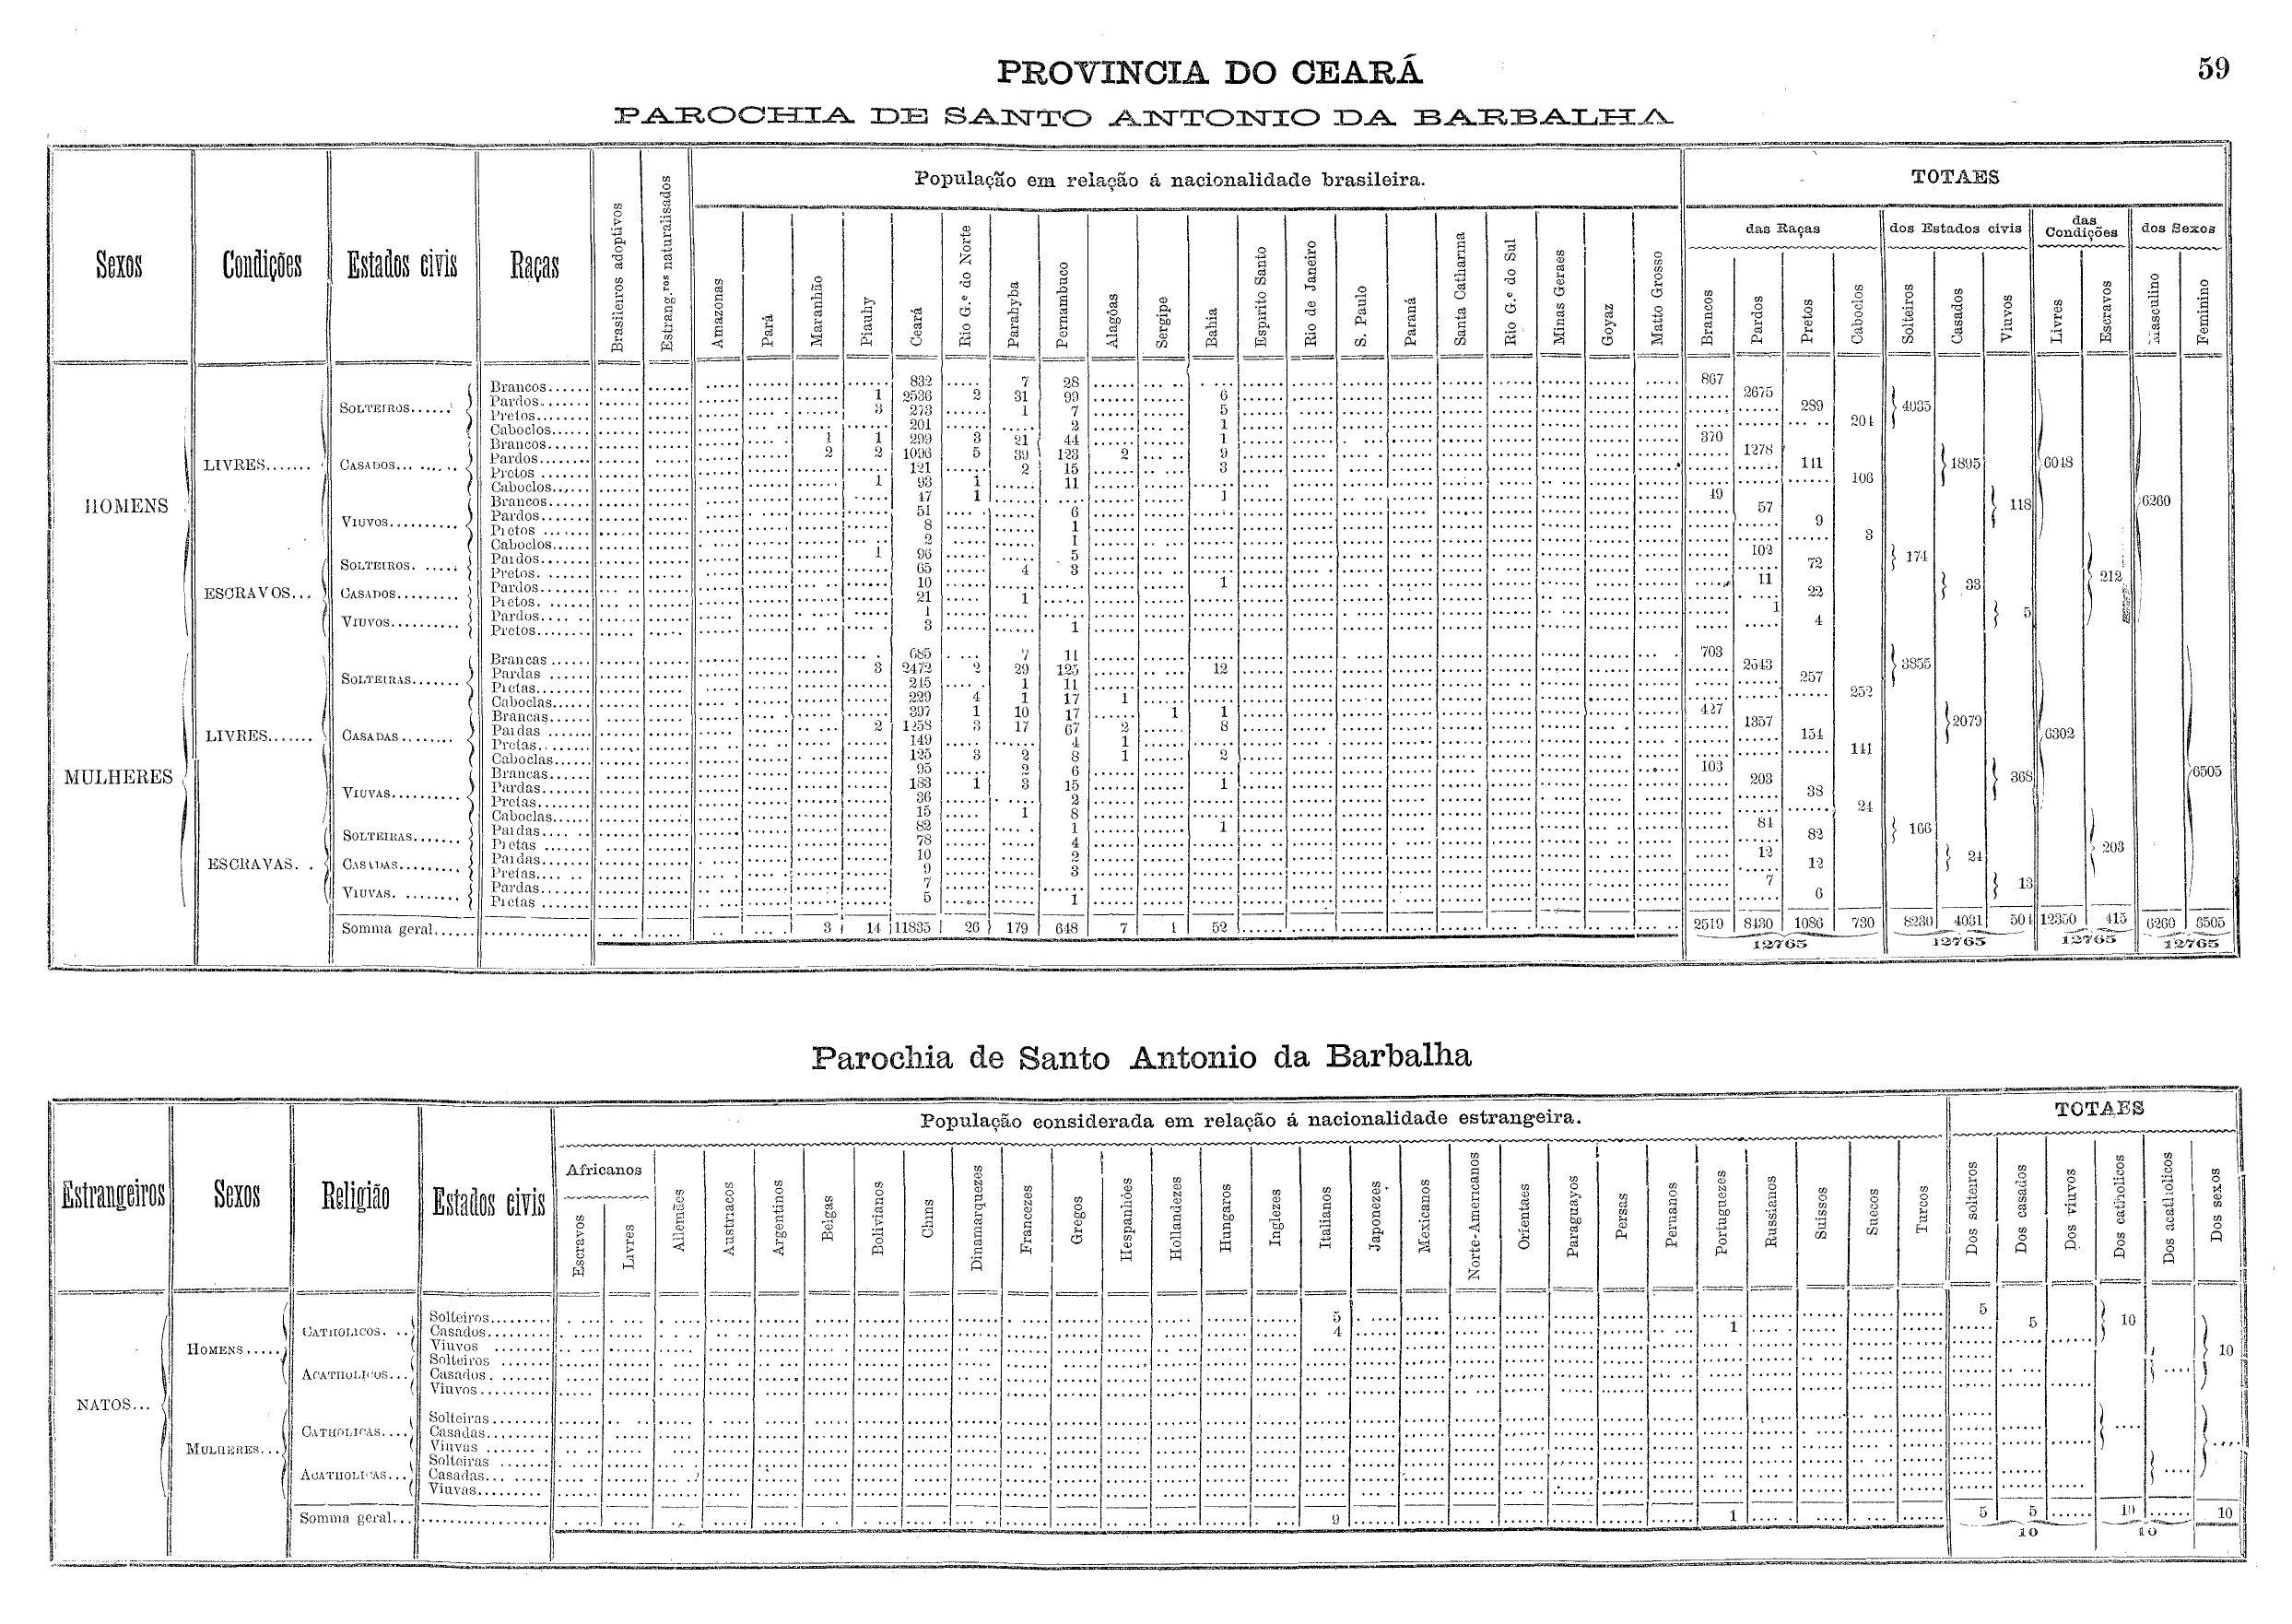 PROVINCIA DO CEARÁ
59
PAROCHIA DE SANTO ANTONIO DA BARBALHA
Sexos | Condições | Estados civis | Raças | Brasileiros adoptivos | Estrang.ros naturalisados | População em relação á nacionalidade brasileira. | TOTAES
Amazonas | Pará | Maranhão | Piauhy | Ceará | Rio G.e do Norte | Parahyba | Pernambuco | Alagôas | Sergipe | Bahia | Espirito Santo | Rio de Janeiro | S. Paulo | Paraná | Santa Catharina | Rio G.e do Sul | Minas Geraes | Goyaz | Matto Grosso
das Raças | dos Estados civis | das Condições | dos Sexos
Brancos | Pardos | Pretos | Caboclos | Solteiros | Casados | Viuvos | Livres | Escravos | Masculino | Feminino
HOMENS 6260
LIVRES 6048
SOLTEIROS 4035
Brancos 832 7 28 867
Pardos 1 2536 2 31 99 6 2675
Pretos 3 273 1 7 5 289
Caboclos 201 2 1 204
CASADOS 1895
Brancos 1 1 299 3 21 44 1 370
Pardos 2 2 1096 5 39 123 2 9 1278
Pretos 121 2 15 3 141
Caboclos 1 93 1 11 106
VIUVOS 118
Brancos 47 1 1 49
Pardos 51 6 57
Pretos 8 1 9
Caboclos 2 1 3
ESCRAVOS 212
SOLTEIROS 174
Pardos 1 96 5 102
Pretos 65 4 3 72
CASADOS 33
Pardos 10 1 11
Pretos 21 1 22
VIUVOS 5
Pardos 1 1
Pretos 3 1 4
MULHERES 6505
LIVRES 6302
SOLTEIRAS 3855
Brancas 685 7 11 703
Pardas 3 2472 2 29 125 12 2643
Pretas 245 1 11 257
Caboclas 229 4 1 17 1 252
CASADAS 2079
Brancas 397 1 10 17 1 1 427
Pardas 2 1258 3 17 67 2 8 1357
Pretas 149 4 1 154
Caboclas 125 3 2 8 1 2 141
VIUVAS 368
Brancas 95 2 6 103
Pardas 183 1 3 15 1 203
Pretas 36 2 38
Caboclas 15 1 8 24
ESCRAVAS 203
SOLTEIRAS 166
Pardas 82 1 1 84
Pretas 78 4 82
CASADAS 24
Pardas 10 2 12
Pretas 9 3 12
VIUVAS 13
Pardas 7 7
Pretas 5 1 6
Somma geral 3 14 11835 26 179 648 7 1 52 2519 8430 1086 730 8230 4031 504 12350 415 6260 6505
12765 12765 12765 12765
Parochia de Santo Antonio da Barbalha
Estrangeiros | Sexos | Religião | Estados civis | População considerada em relação á nacionalidade estrangeira. | TOTAES
Africanos
Escravos | Livres | Allemães | Austriacos | Argentinos | Belgas | Bolivianos | Chins | Dinamarquezes | Francezes | Gregos | Hespanhóes | Hollandezes | Hungaros | Inglezes | Italianos | Japonezes | Mexicanos | Norte-Americanos | Orientaes | Paraguayos | Persas | Peruanos | Portuguezes | Russianos | Suissos | Suecos | Turcos | Dos solteiros | Dos casados | Dos viuvos | Dos catholicos | Dos acatholicos | Dos sexos
NATOS
HOMENS 10
CATHOLICOS 10
Solteiros 5 5
Casados 4 1 5
Viuvos
ACATHOLICOS
Solteiros
Casados
Viuvos
MULHERES
CATHOLICAS
Solteiras
Casadas
Viuvas
ACATHOLICAS
Solteiras
Casadas
Viuvas
Somma geral 9 1 5 5 10 10
10 10